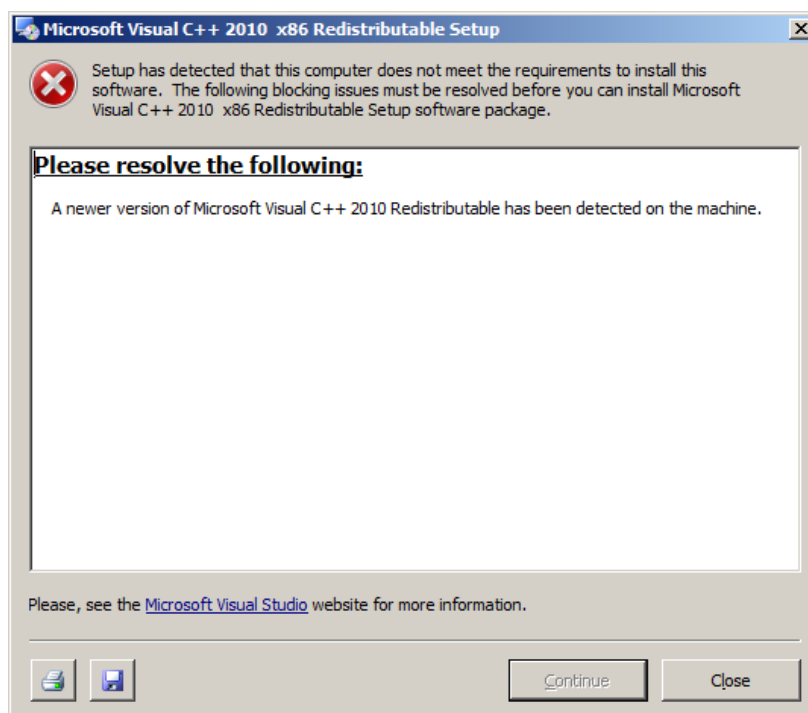 Microsoft Visual C++ 2010  x86 Redistributable Setup
Setup has detected that this computer does not meet the requirements to install this
software.  The following blocking issues must be resolved before you can install Microsoft
Visual C++ 2010  x86 Redistributable Setup software package.
Please resolve the following:
A newer version of Microsoft Visual C++ 2010 Redistributable has been detected on the machine.
Please, see the Microsoft Visual Studio website for more information.
Continue
Close